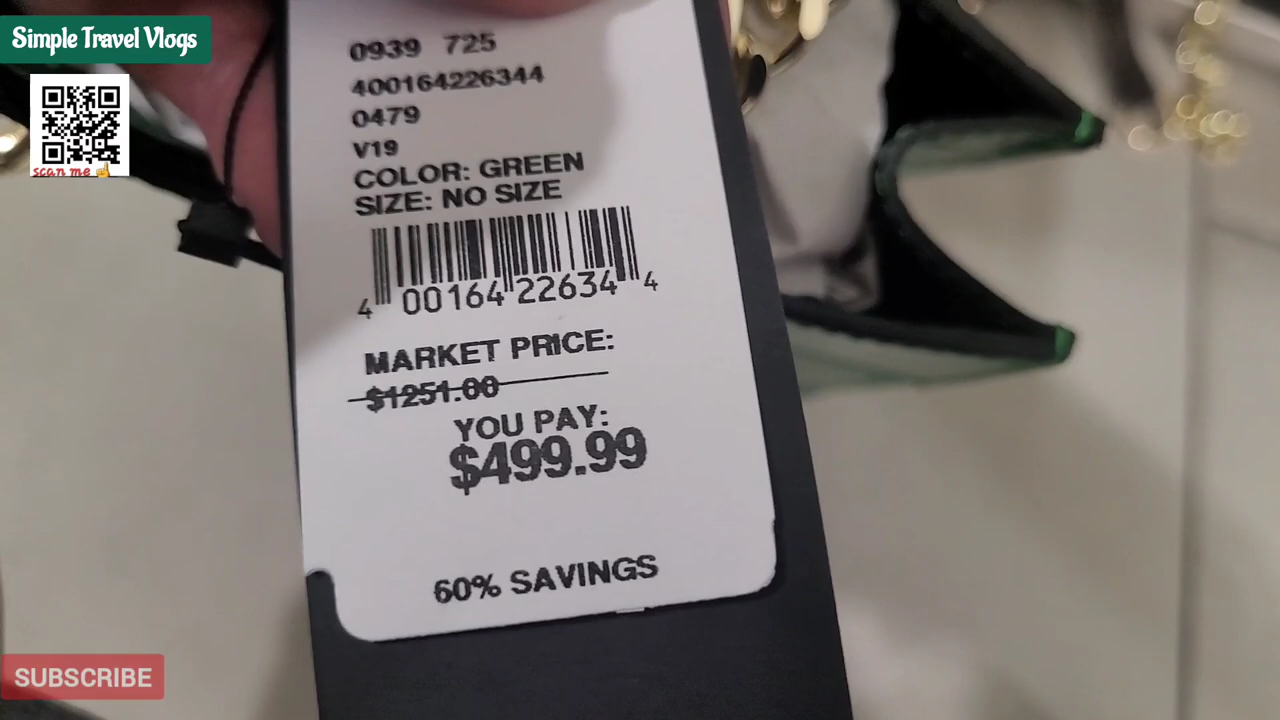 Simple Travel Vlogs
scan me
0939 725
400164226344
0479
V19
COLOR: GREEN
SIZE: NO SIZE
4 00164 22634 4
MARKET PRICE:
$1251.00
YOU PAY:
$499.99
60% SAVINGS
SUBSCRIBE